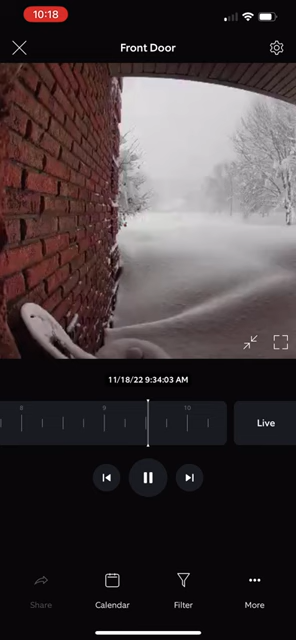 10:18
Front Door
11/18/22 9:34:03 AM
8 9 10
Live
Share Calendar Filter More